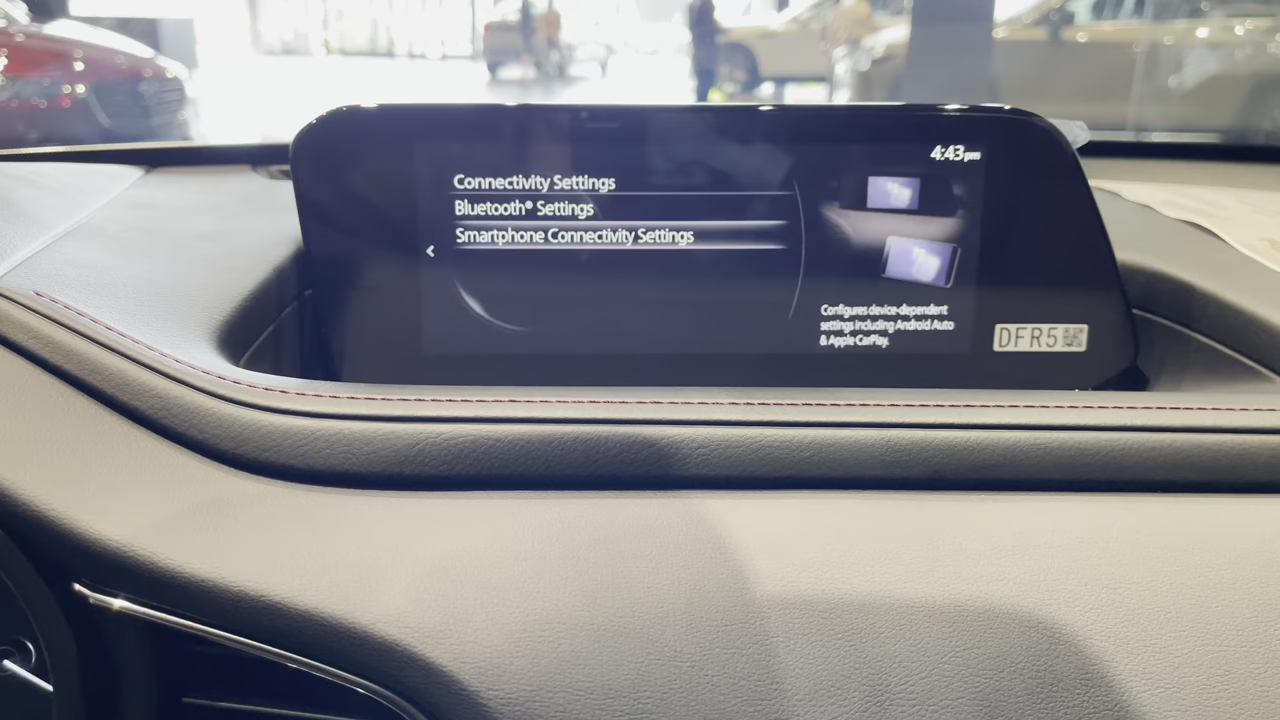 4:43pm
Connectivity Settings
Bluetooth® Settings
Smartphone Connectivity Settings
Configures device-dependent
settings including Android Auto
& Apple CarPlay.
DFR5